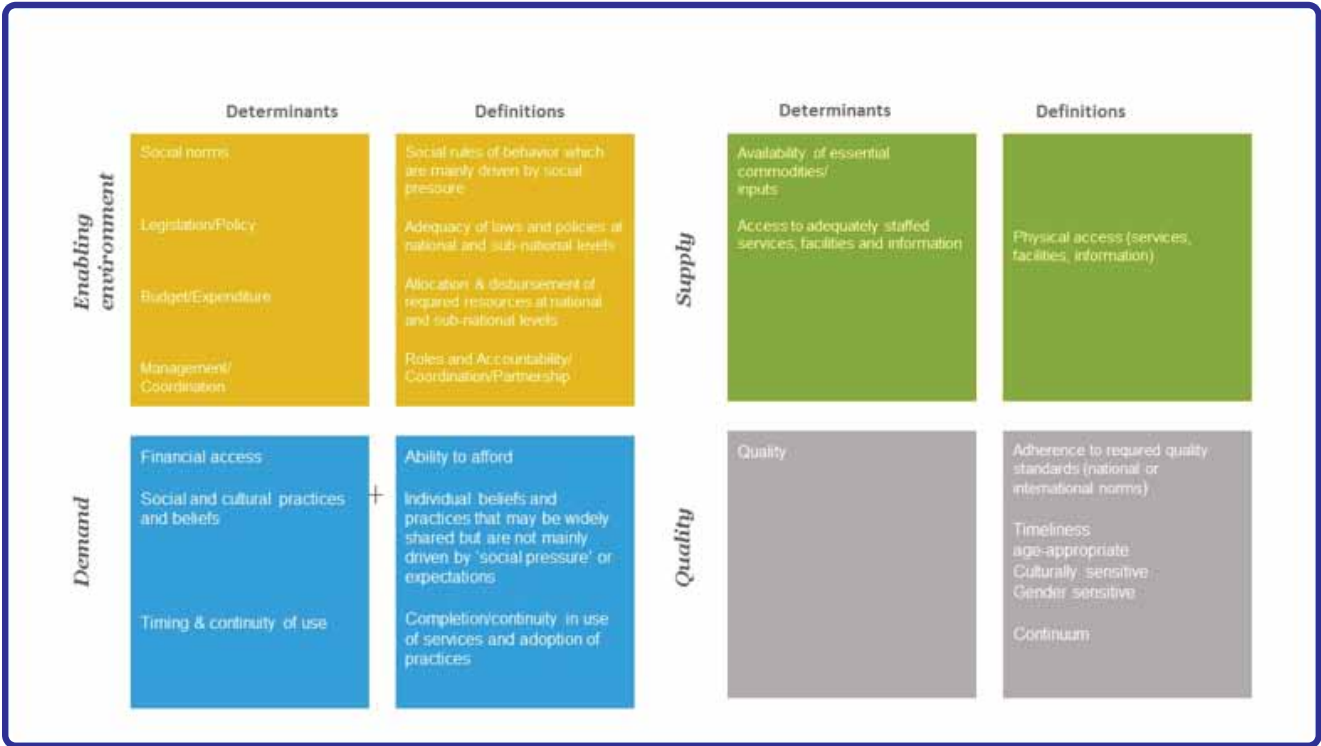 Determinants
Definitions
Enabling
environment
Social norms
Legislation/Policy
Budget/Expenditure
Management/
Coordination
Social rules of behavior which
are mainly driven by social
pressure
Adequacy of laws and policies at
national and sub-national levels
Allocation & disbursement of
required resources at national
and sub-national levels
Roles and Accountability/
Coordination/Partnership
Determinants
Definitions
Supply
Availability of essential
commodities/
inputs
Access to adequately staffed
services, facilities and information
Physical access (services,
facilities, information)
Demand
Financial access
Social and cultural practices
and beliefs
Timing & continuity of use
+
Ability to afford
Individual beliefs and
practices that may be widely
shared but are not mainly
driven by 'social pressure' or
expectations
Completion/continuity in use
of services and adoption of
practices
Quality
Quality
Adherence to required quality
standards (national or
international norms)
Timeliness
age-appropriate
Culturally sensitive
Gender sensitive
Continuum